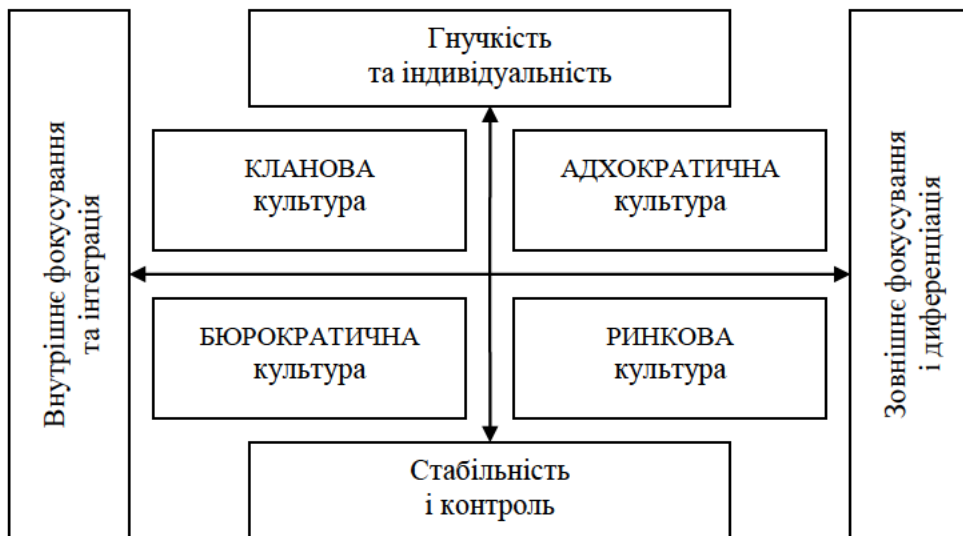 Гнучкість
та індивідуальність
Внутрішнє фокусування
та інтеграція
КЛАНОВА
культура
АДХОКРАТИЧНА
культура
БЮРОКРАТИЧНА
культура
РИНКОВА
культура
Зовнішнє фокусування
і диференціація
Стабільність
і контроль